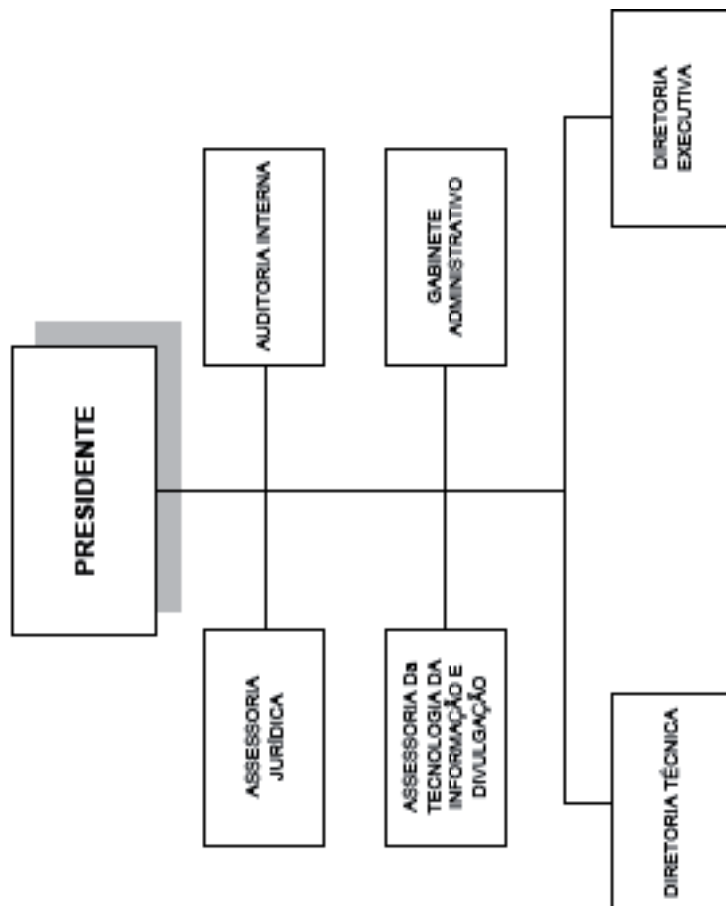 PRESIDENTE
ASSESSORIA
JURÍDICA
AUDITORIA INTERNA
ASSESSORIA Da
TECNOLOGIA DA
INFORMAÇÃO E
DIVULGAÇÃO
GABINETE
ADMINISTRATIVO
DIRETORIA TÉCNICA
DIRETORIA
EXECUTIVA